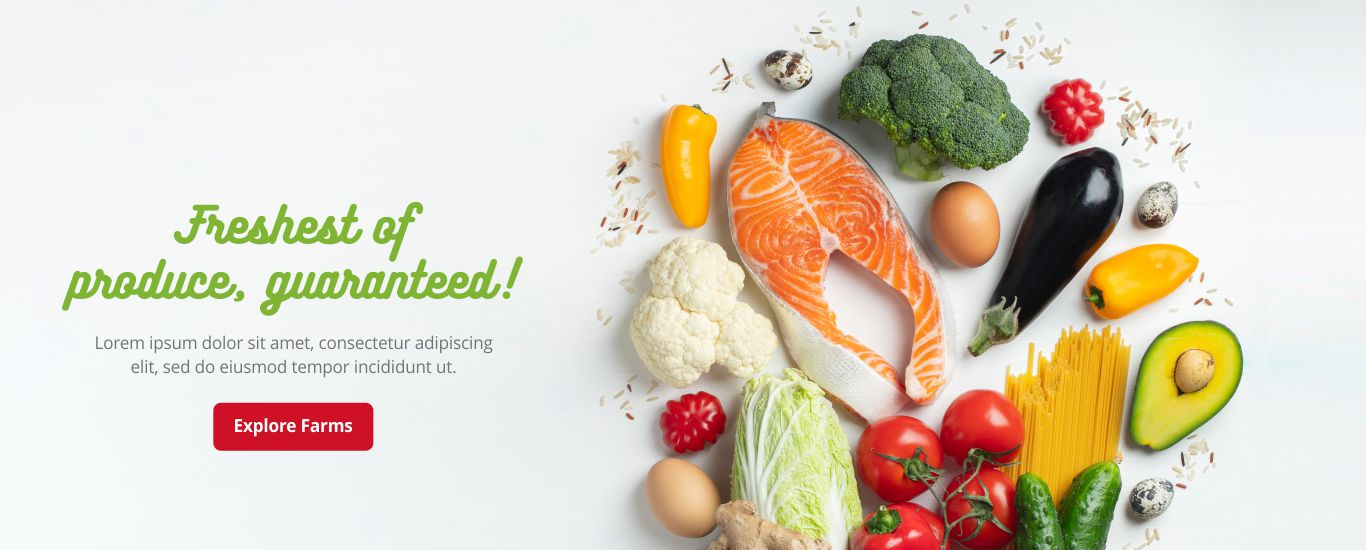 Freshest of
produce, guaranteed!
Lorem ipsum dolor sit amet, consectetur adipiscing
elit, sed do eiusmod tempor incididunt ut.
Explore Farms